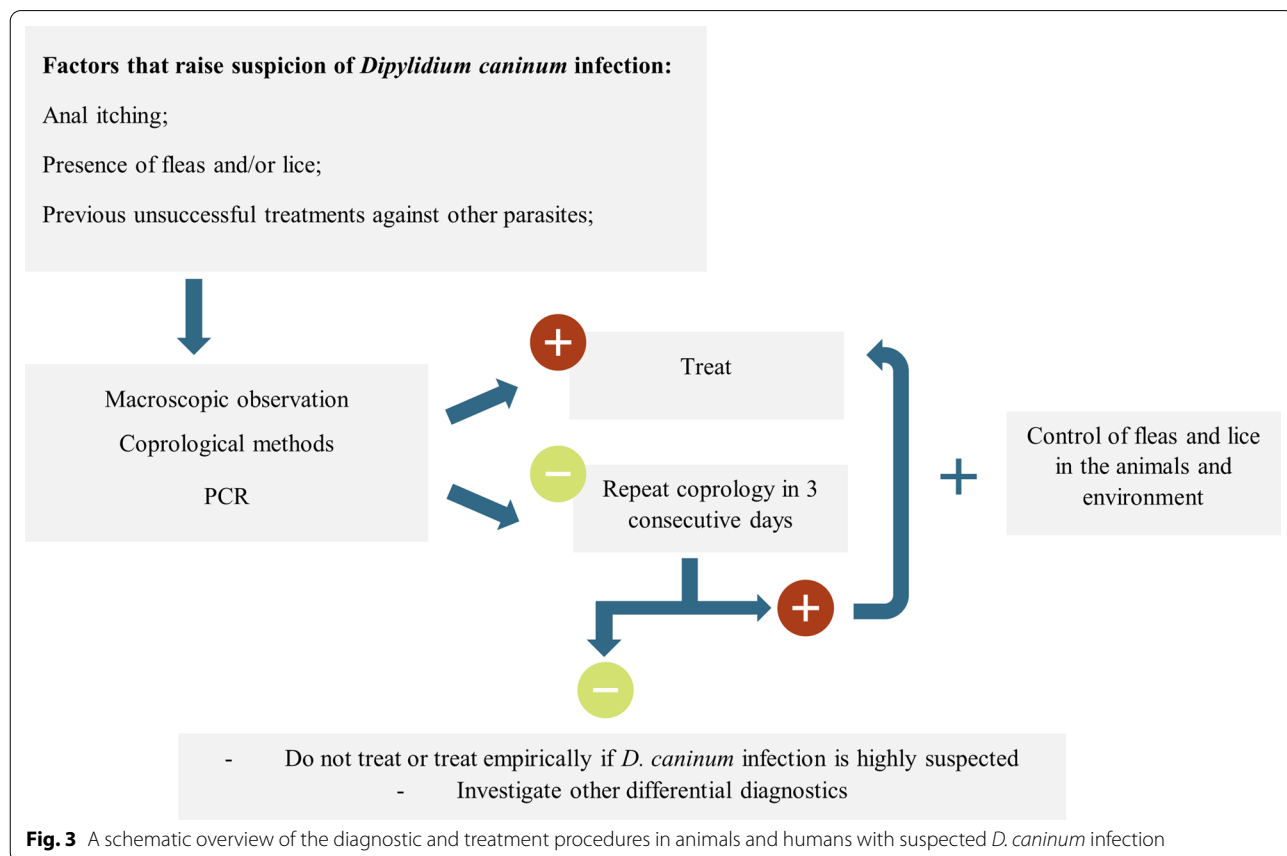 Factors that raise suspicion of Dipylidium caninum infection:
Anal itching;
Presence of fleas and/or lice;
Previous unsuccessful treatments against other parasites;
Macroscopic observation
Coprological methods
PCR
+
Treat
−
Repeat coprology in 3
consecutive days
+
Control of fleas and lice
in the animals and
environment
+
−
- Do not treat or treat empirically if D. caninum infection is highly suspected
- Investigate other differential diagnostics
Fig. 3 A schematic overview of the diagnostic and treatment procedures in animals and humans with suspected D. caninum infection